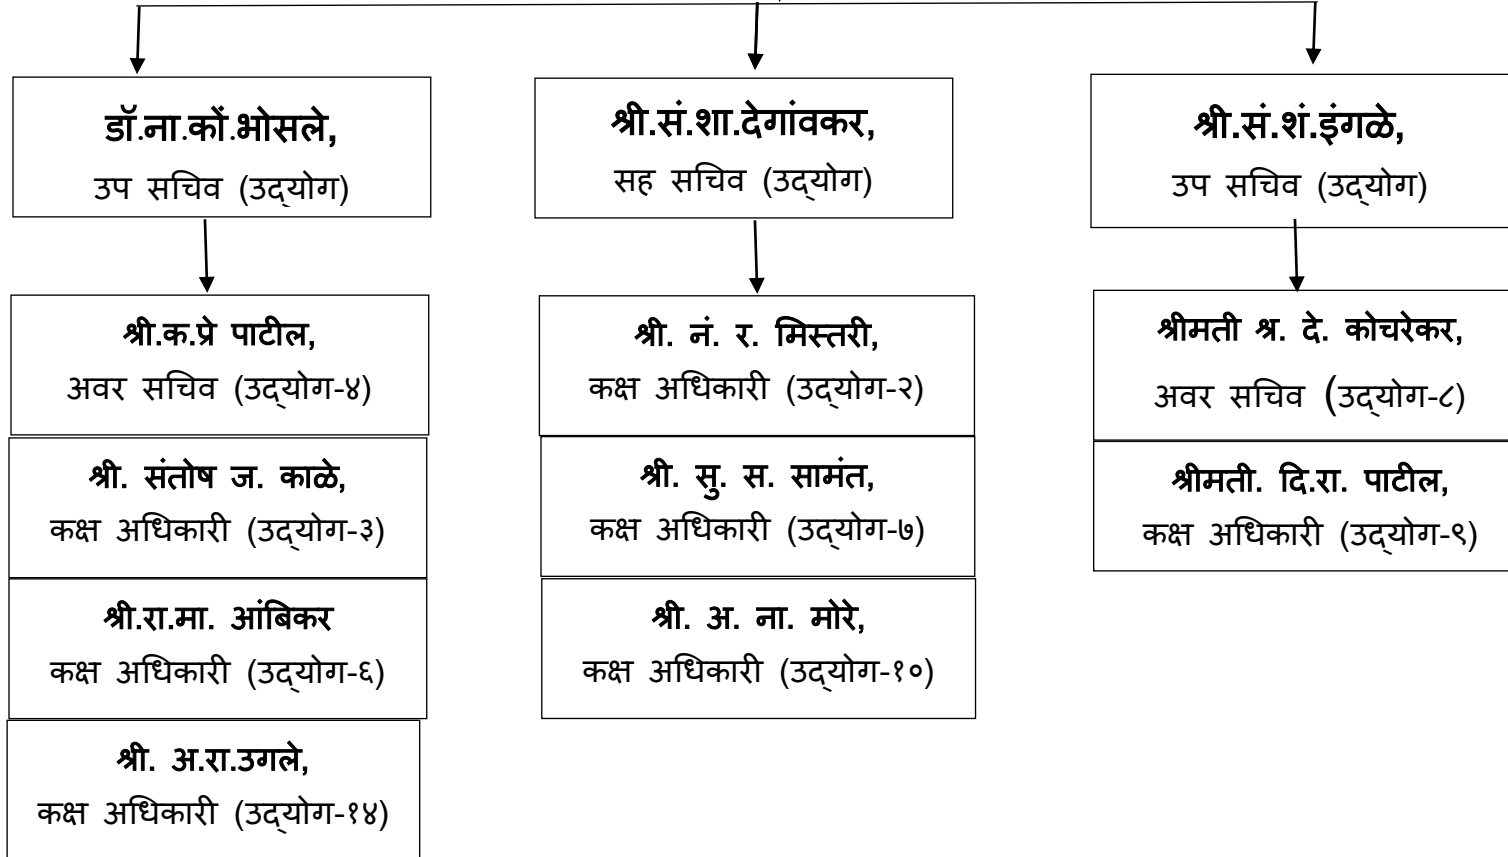 डॉ.ना.कों.भोसले,
उप सचिव (उद्योग)
श्री.क.प्रे पाटील,
अवर सचिव (उद्योग-४)
श्री. संतोष ज. काळे,
कक्ष अधिकारी (उद्योग-३)
श्री.रा.मा. आंबिकर
कक्ष अधिकारी (उद्योग-६)
श्री. अ.रा.उगले,
कक्ष अधिकारी (उद्योग-१४)
श्री.सं.शा.देगांवकर,
सह सचिव (उद्योग)
श्री. नं. र. मिस्तरी,
कक्ष अधिकारी (उद्योग-२)
श्री. सु. स. सामंत,
कक्ष अधिकारी (उद्योग-७)
श्री. अ. ना. मोरे,
कक्ष अधिकारी (उद्योग-१०)
श्री.सं.शं.इंगळे,
उप सचिव (उद्योग)
श्रीमती श्र. दे. कोचरेकर,
अवर सचिव (उद्योग-८)
श्रीमती. दि.रा. पाटील,
कक्ष अधिकारी (उद्योग-९)